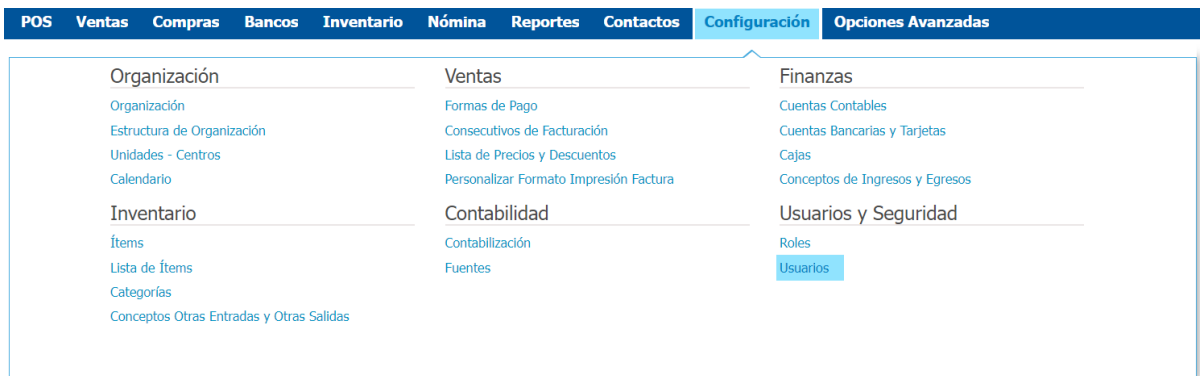 POS Ventas Compras Bancos Inventario Nómina Reportes Contactos Configuración Opciones Avanzadas
Organización
Organización
Estructura de Organización
Unidades - Centros
Calendario
Ventas
Formas de Pago
Consecutivos de Facturación
Lista de Precios y Descuentos
Personalizar Formato Impresión Factura
Finanzas
Cuentas Contables
Cuentas Bancarias y Tarjetas
Cajas
Conceptos de Ingresos y Egresos
Inventario
Ítems
Lista de Ítems
Categorías
Conceptos Otras Entradas y Otras Salidas
Contabilidad
Contabilización
Fuentes
Usuarios y Seguridad
Roles
Usuarios